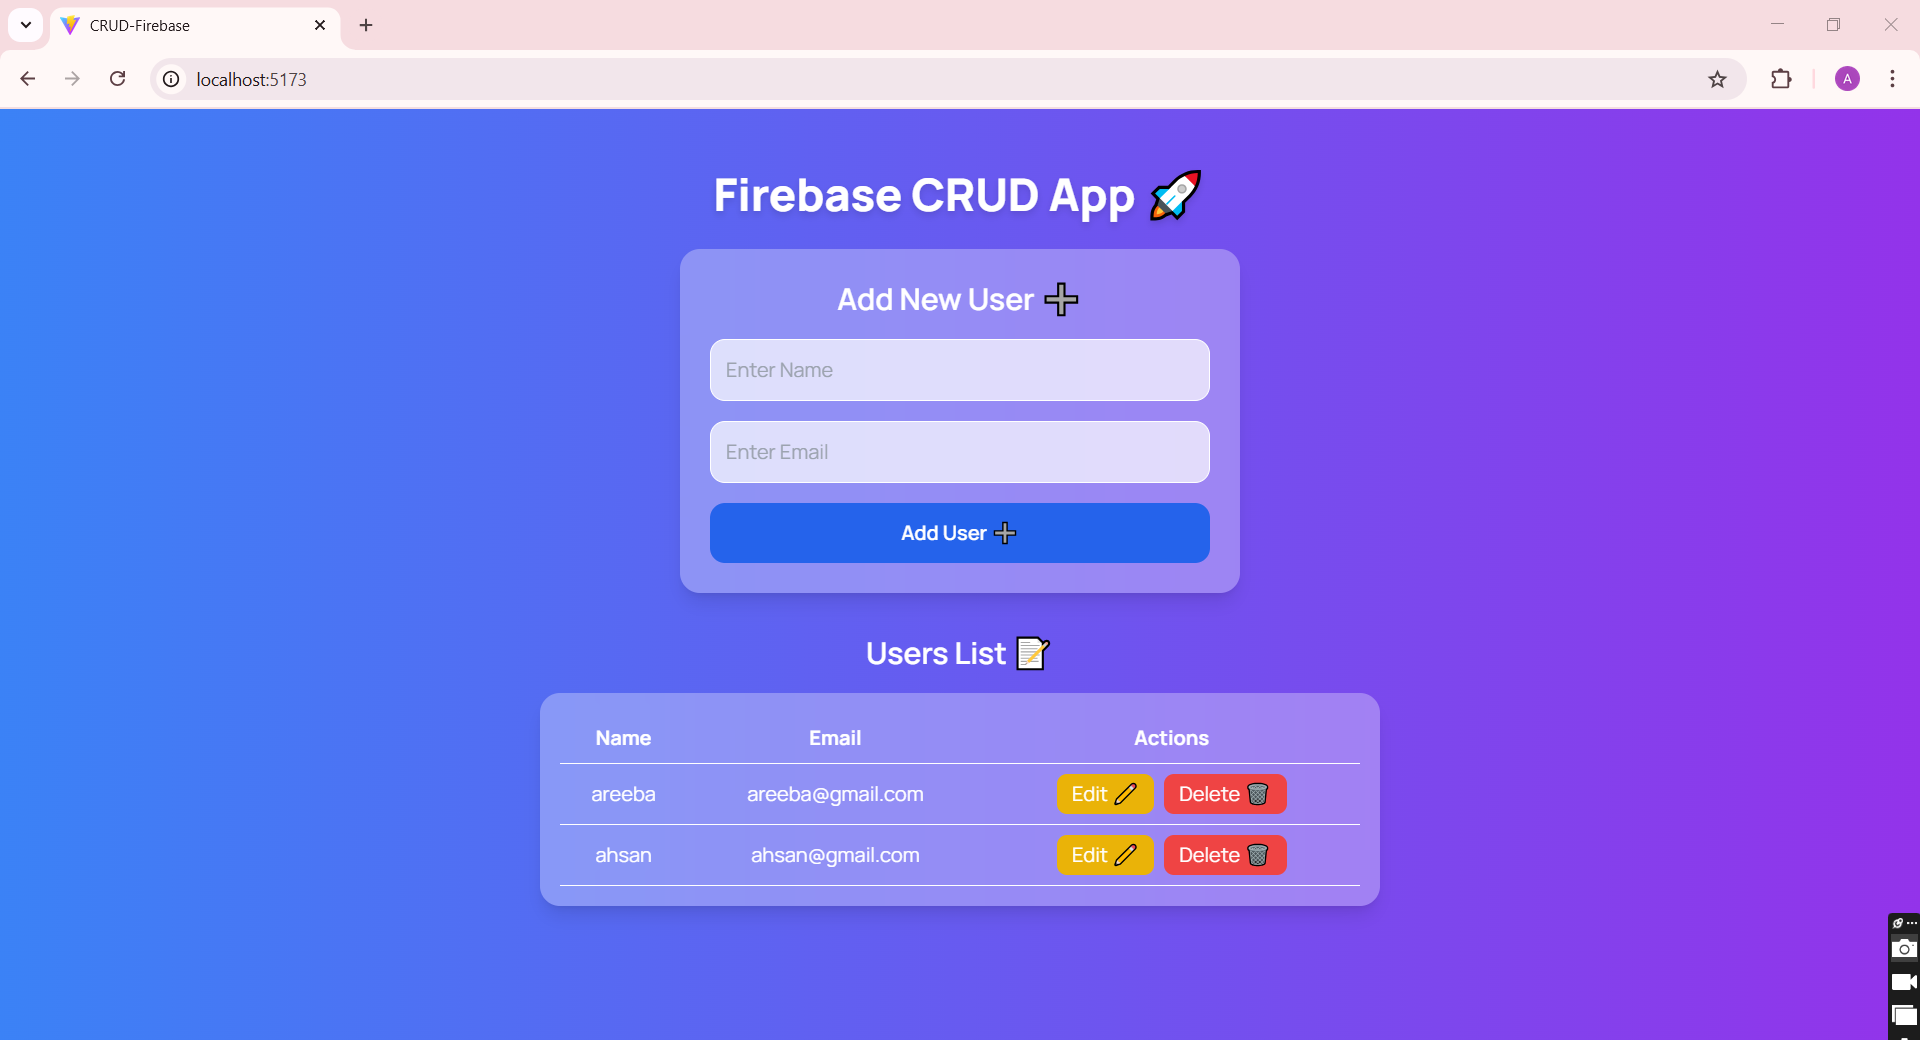 CRUD-Firebase
localhost:5173
A
Firebase CRUD App 🚀
Add New User ➕
Enter Name
Enter Email
Add User ➕
Users List 📝
Name Email Actions
areeba areeba@gmail.com Edit ✏️ Delete 🗑️
ahsan ahsan@gmail.com Edit ✏️ Delete 🗑️